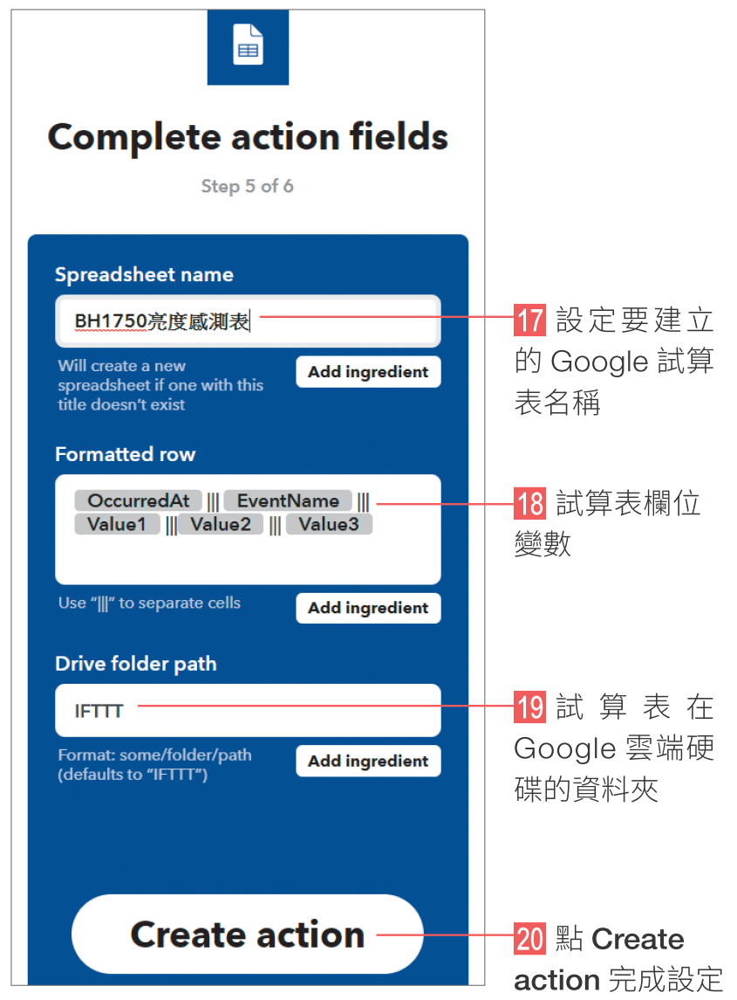 Complete action fields
Step 5 of 6
Spreadsheet name
BH1750亮度感測表
Will create a new
spreadsheet if one with this
title doesn't exist
Add ingredient
17 設定要建立
的 Google 試算
表名稱
Formatted row
OccurredAt ||| EventName |||
Value1 ||| Value2 ||| Value3
18 試算表欄位
變數
Use “|||” to separate cells
Add ingredient
Drive folder path
IFTTT
19 試算表在
Google 雲端硬
碟的資料夾
Format: some/folder/path
(defaults to “IFTTT”)
Add ingredient
Create action
20 點 Create
action 完成設定